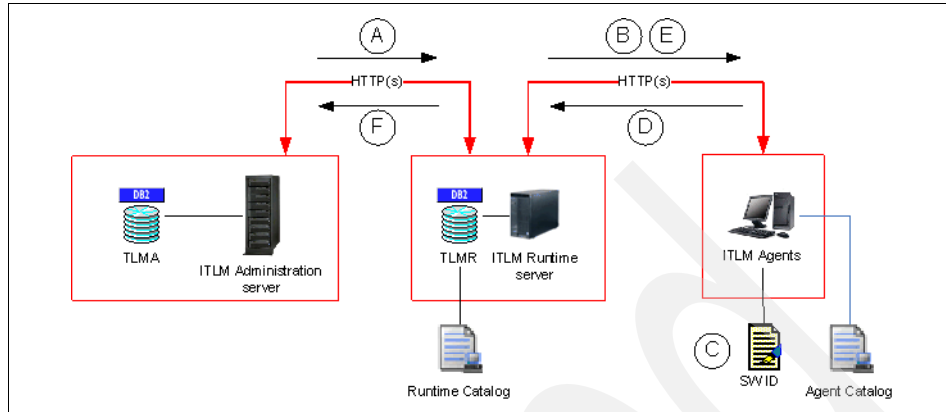 A
B E
HTTP(s)
HTTP(s)
F
D
DB2
DB2
TLMA
ITLM Administration
server
TLMR
ITLM Runtime
server
ITLM Agents
C
Runtime Catalog
SWID
Agent Catalog